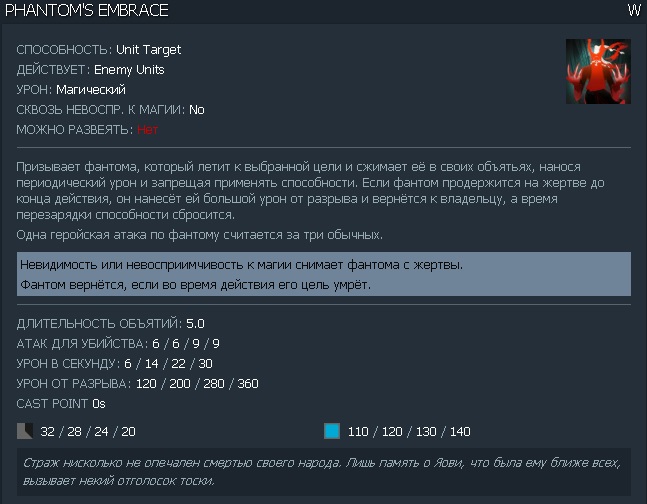 PHANTOM'S EMBRACE W
СПОСОБНОСТЬ: Unit Target
ДЕЙСТВУЕТ: Enemy Units
УРОН: Магический
СКВОЗЬ НЕВОСПР. К МАГИИ: No
МОЖНО РАЗВЕЯТЬ: Нет
Призывает фантома, который летит к выбранной цели и сжимает её в своих объятьях, нанося
периодический урон и запрещая применять способности. Если фантом продержится на жертве до
конца действия, он нанесёт ей большой урон от разрыва и вернётся к владельцу, а время
перезарядки способности сбросится.
Одна геройская атака по фантому считается за три обычных.
Невидимость или невосприимчивость к магии снимает фантома с жертвы.
Фантом вернётся, если во время действия его цель умрёт.
ДЛИТЕЛЬНОСТЬ ОБЪЯТИЙ: 5.0
АТАК ДЛЯ УБИЙСТВА: 6 / 6 / 9 / 9
УРОН В СЕКУНДУ: 6 / 14 / 22 / 30
УРОН ОТ РАЗРЫВА: 120 / 200 / 280 / 360
CAST POINT 0s
32 / 28 / 24 / 20 110 / 120 / 130 / 140
Страж нисколько не опечален смертью своего народа. Лишь память о Яови, что была ему ближе всех,
вызывает некий отголосок тоски.